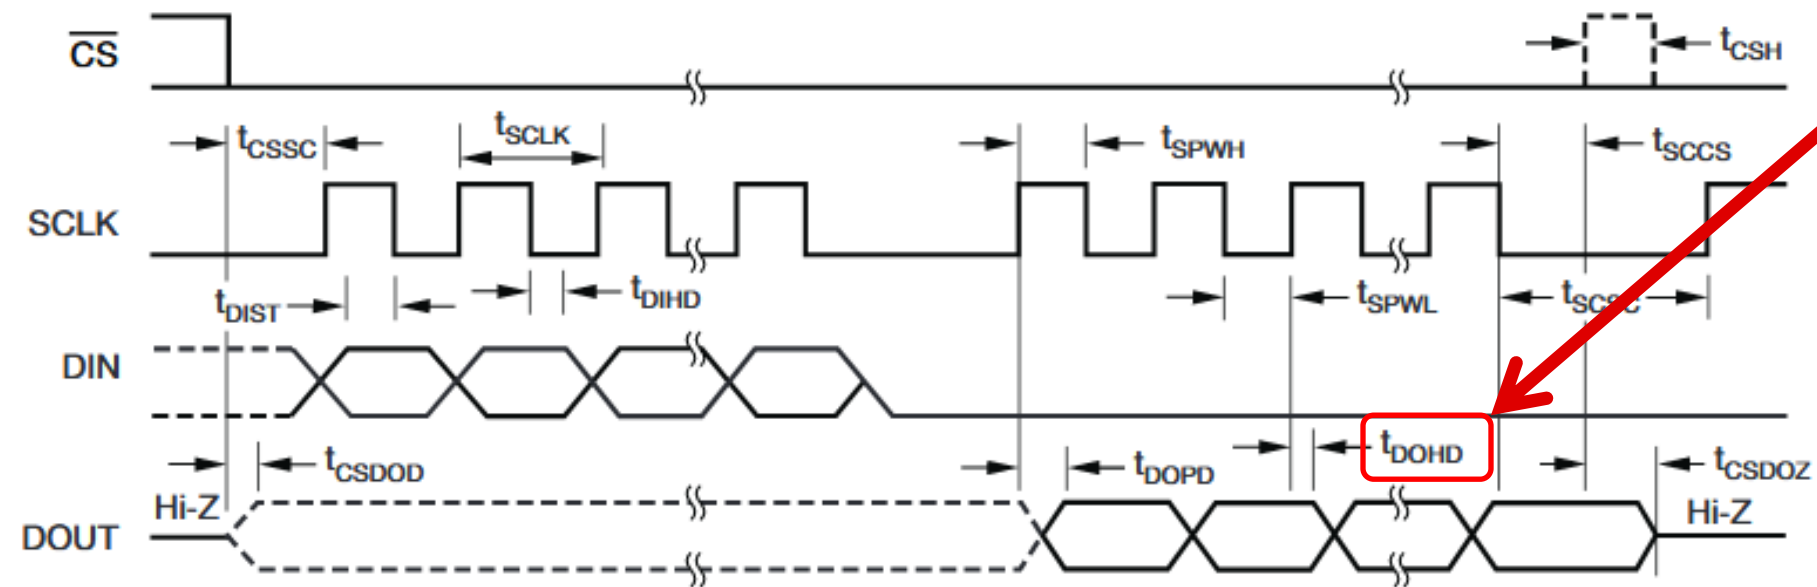 CS
tCSH
tCSSC
tSCLK
tSPWH
tSCCS
SCLK
tDIST
tDIHD
tSPWL
tSCSC
DIN
tCSDOD
tDOPD
tDOHD
tCSDOZ
Hi-Z
Hi-Z
DOUT